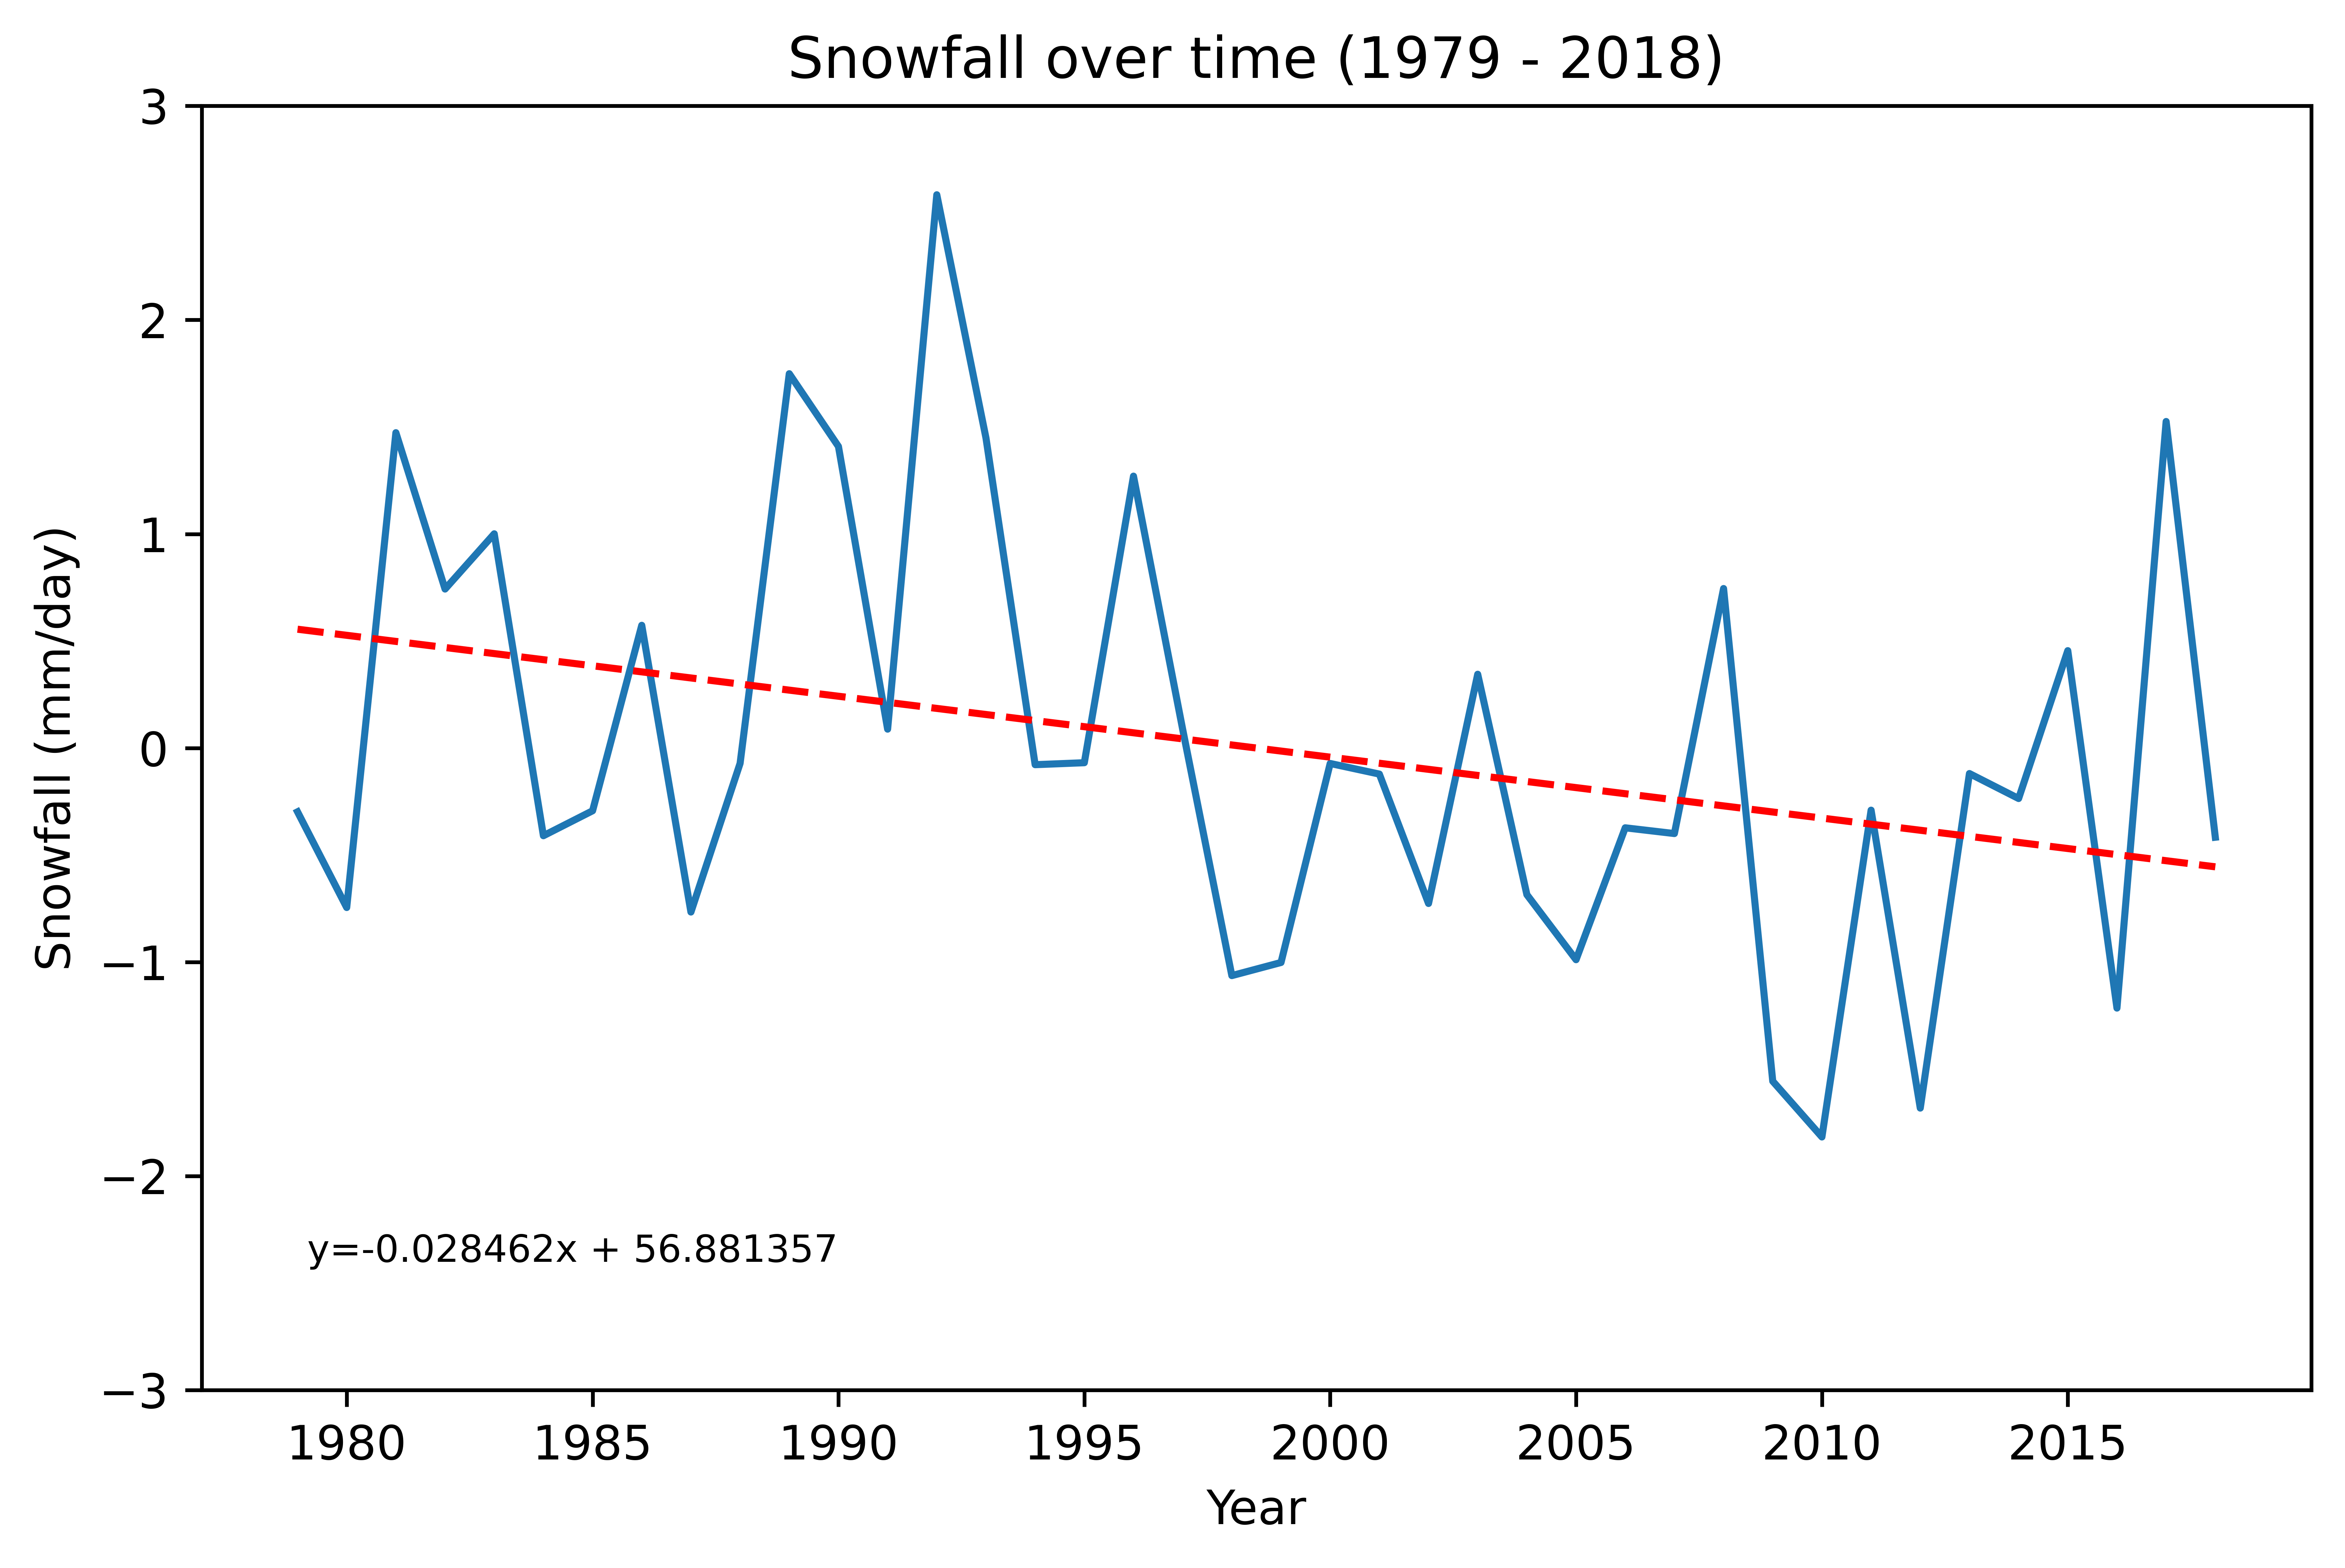 Snowfall over time (1979 - 2018)
3
2
1
0
−1
−2
−3
Snowfall (mm/day)
y=-0.028462x + 56.881357
1980 1985 1990 1995 2000 2005 2010 2015
Year